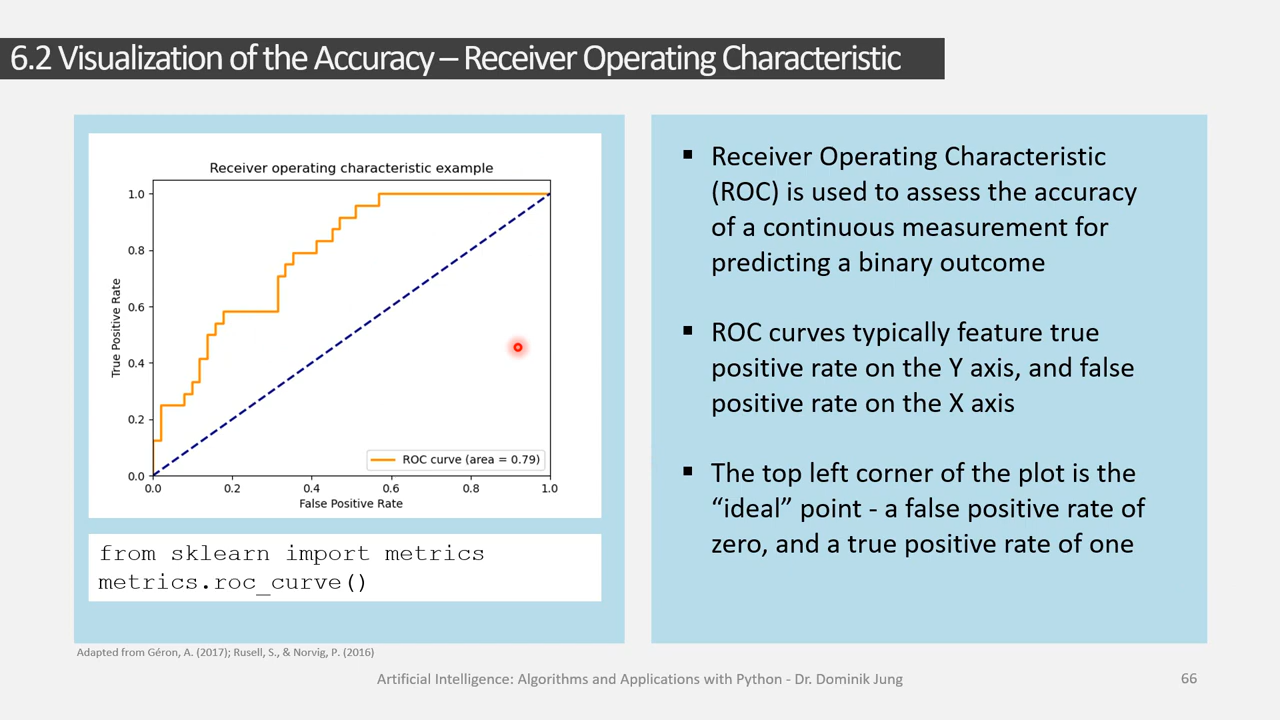 6.2 Visualization of the Accuracy – Receiver Operating Characteristic
Receiver operating characteristic example
1.0
0.8
0.6
0.4
0.2
0.0
True Positive Rate
ROC curve (area = 0.79)
0.0 0.2 0.4 0.6 0.8 1.0
False Positive Rate
from sklearn import metrics
metrics.roc_curve()
▪ Receiver Operating Characteristic
(ROC) is used to assess the accuracy
of a continuous measurement for
predicting a binary outcome
▪ ROC curves typically feature true
positive rate on the Y axis, and false
positive rate on the X axis
▪ The top left corner of the plot is the
“ideal” point - a false positive rate of
zero, and a true positive rate of one
Adapted from Géron, A. (2017); Rusell, S., & Norvig, P. (2016)
Artificial Intelligence: Algorithms and Applications with Python - Dr. Dominik Jung
66